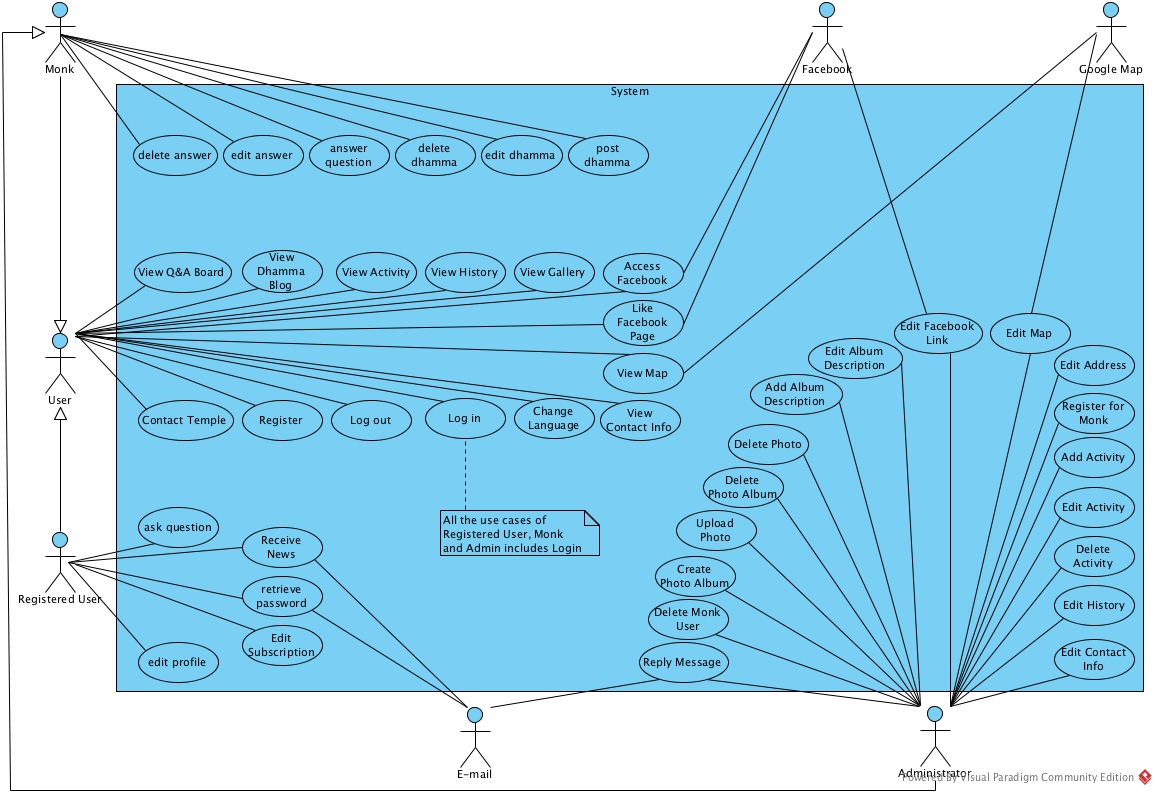 Monk
Facebook
Google Map
System
delete answer
edit answer
answer
question
delete
dhamma
edit dhamma
post
dhamma
View Q&A Board
View
Dhamma
Blog
View Activity
View History
View Gallery
Access
Facebook
Like
Facebook
Page
View Map
User
Contact Temple
Register
Log out
Log in
Change
Language
View
Contact Info
Edit Facebook
Link
Edit Map
Edit Album
Description
Edit Address
Add Album
Description
Register for
Monk
Delete Photo
Add Activity
Delete
Photo Album
Edit Activity
Upload
Photo
Delete
Activity
Create
Photo Album
Edit History
Delete Monk
User
Reply Message
Edit Contact
Info
All the use cases of
Registered User, Monk
and Admin includes Login
ask question
Receive
News
retrieve
password
Edit
Subscription
edit profile
Registered User
E-mail
Administrator
Powered By Visual Paradigm Community Edition